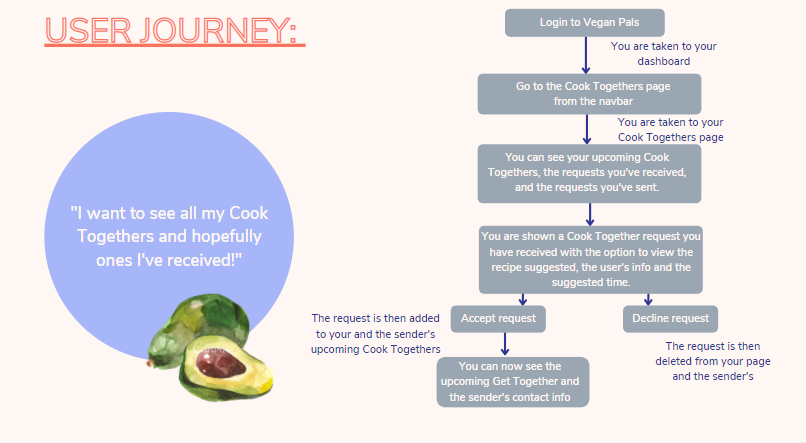 USER JOURNEY:
"I want to see all my Cook
Togethers and hopefully
ones I've received!"
Login to Vegan Pals
You are taken to your
dashboard
Go to the Cook Togethers page
from the navbar
You are taken to your
Cook Togethers page
You can see your upcoming Cook
Togethers, the requests you've received,
and the requests you've sent.
You are shown a Cook Together request you
have received with the option to view the
recipe suggested, the user's info and the
suggested time.
Accept request
Decline request
The request is then added
to your and the sender's
upcoming Cook Togethers
The request is then
deleted from your page
and the sender's
You can now see the
upcoming Get Together and
the sender's contact info